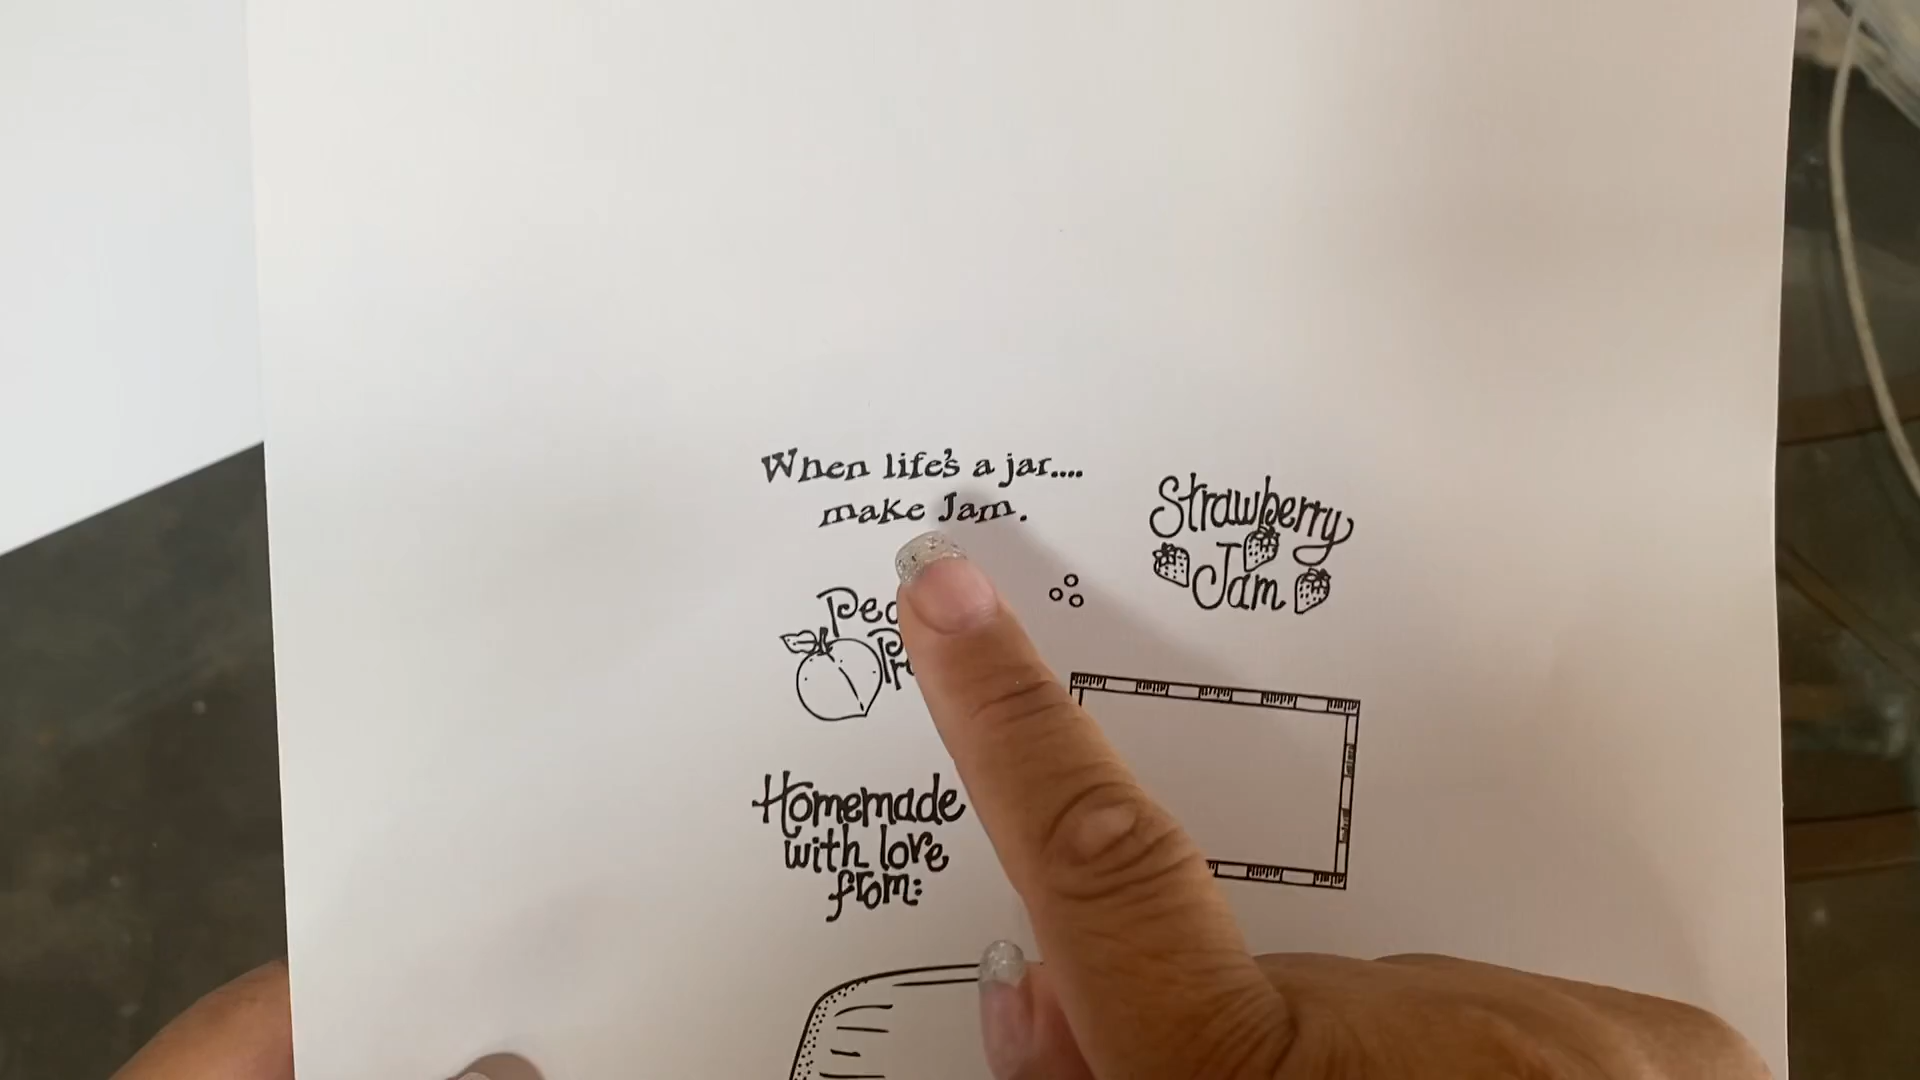 When life's a jar....
make Jam.
Strawberry
Jam
Homemade
with love
from: